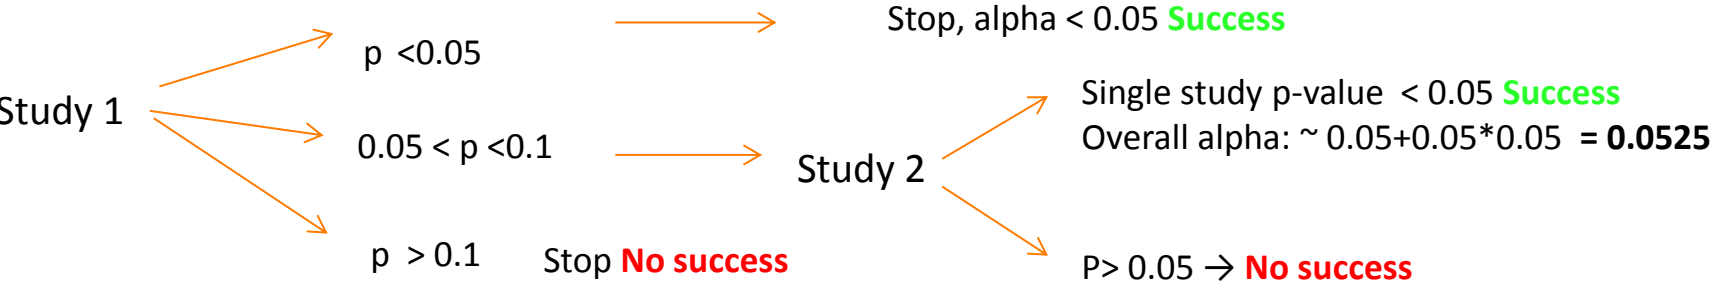 Stop, alpha < 0.05 Success
p <0.05
Single study p-value < 0.05 Success
Study 1
Overall alpha: ~ 0.05+0.05*0.05 = 0.0525
0.05 < p <0.1
Study 2
p > 0.1
Stop No success
P> 0.05 → No success